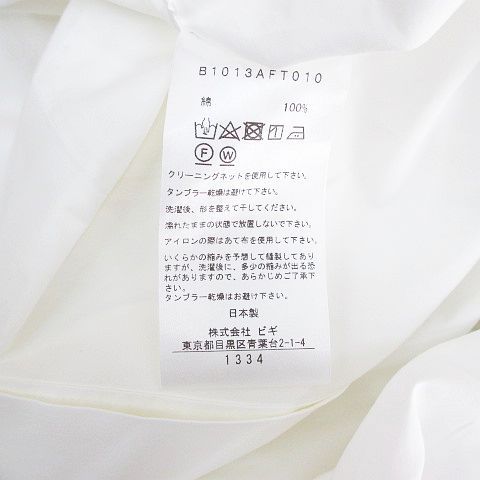 B1013AFT010
綿 100%
F W
クリーニングネットを使用して下さい。
タンブラー乾燥は避けて下さい。
洗濯後、形を整えて干してください。
濡れたままの状態で放置しないで下さい。
アイロンの際はあて布を使用して下さい。
いくらかの縮みを予想して縫製してあり
ますが、洗濯後に、多少の縮みが出る恐
れがありますので、あらかじめご了承下
さい。
タンブラー乾燥はお避け下さい。
日本製
株式会社 ビギ
東京都目黒区青葉台2-1-4
1334